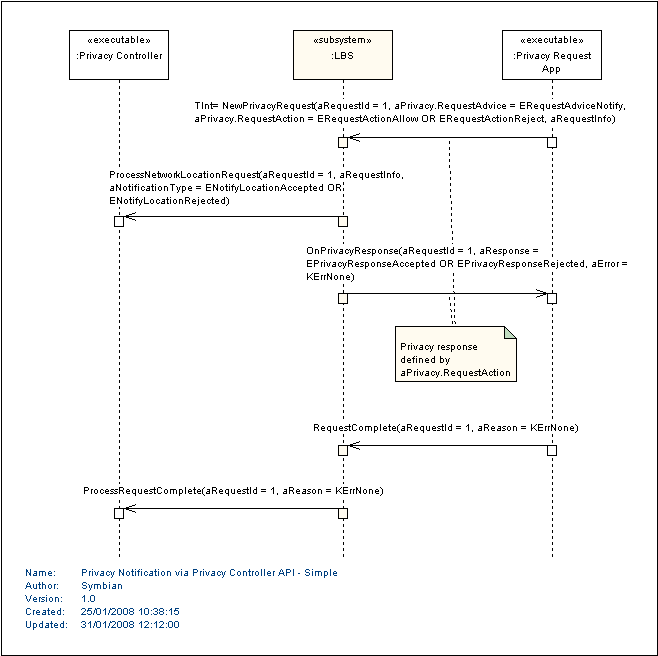 «executable»
:Privacy Controller
«subsystem»
:LBS
«executable»
:Privacy Request
App
TInt= NewPrivacyRequest(aRequestId = 1, aPrivacy.RequestAdvice = ERequestAdviceNotify,
aPrivacy.RequestAction = ERequestActionAllow OR ERequestActionReject, aRequestInfo)
ProcessNetworkLocationRequest(aRequestId = 1, aRequestInfo,
aNotificationType = ENotifyLocationAccepted OR
ENotifyLocationRejected)
OnPrivacyResponse(aRequestId = 1, aResponse =
EPrivacyResponseAccepted OR EPrivacyResponseRejected, aError =
KErrNone)
Privacy response
defined by
aPrivacy.RequestAction
RequestComplete(aRequestId = 1, aReason = KErrNone)
ProcessRequestComplete(aRequestId = 1, aReason = KErrNone)
Name: Privacy Notification via Privacy Controller API - Simple
Author: Symbian
Version: 1.0
Created: 25/01/2008 10:38:15
Updated: 31/01/2008 12:12:00